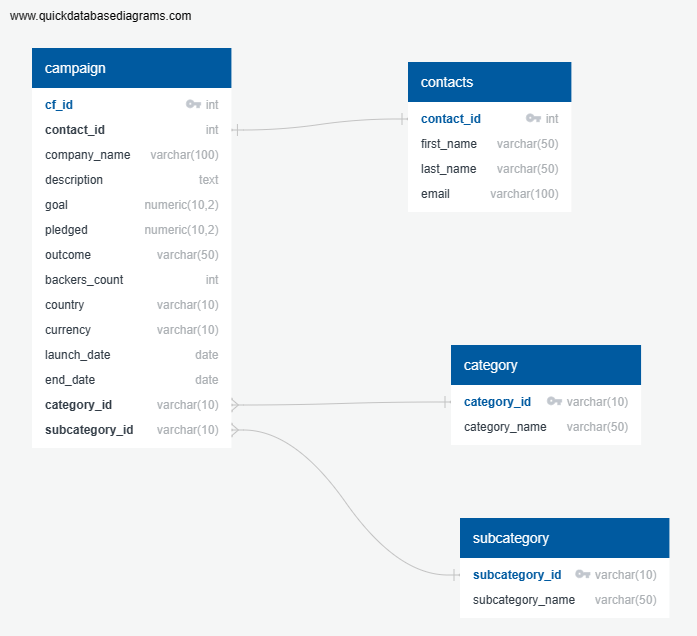 www.quickdatabasediagrams.com
campaign
cf_id int
contact_id int
company_name varchar(100)
description text
goal numeric(10,2)
pledged numeric(10,2)
outcome varchar(50)
backers_count int
country varchar(10)
currency varchar(10)
launch_date date
end_date date
category_id varchar(10)
subcategory_id varchar(10)
contacts
contact_id int
first_name varchar(50)
last_name varchar(50)
email varchar(100)
category
category_id varchar(10)
category_name varchar(50)
subcategory
subcategory_id varchar(10)
subcategory_name varchar(50)